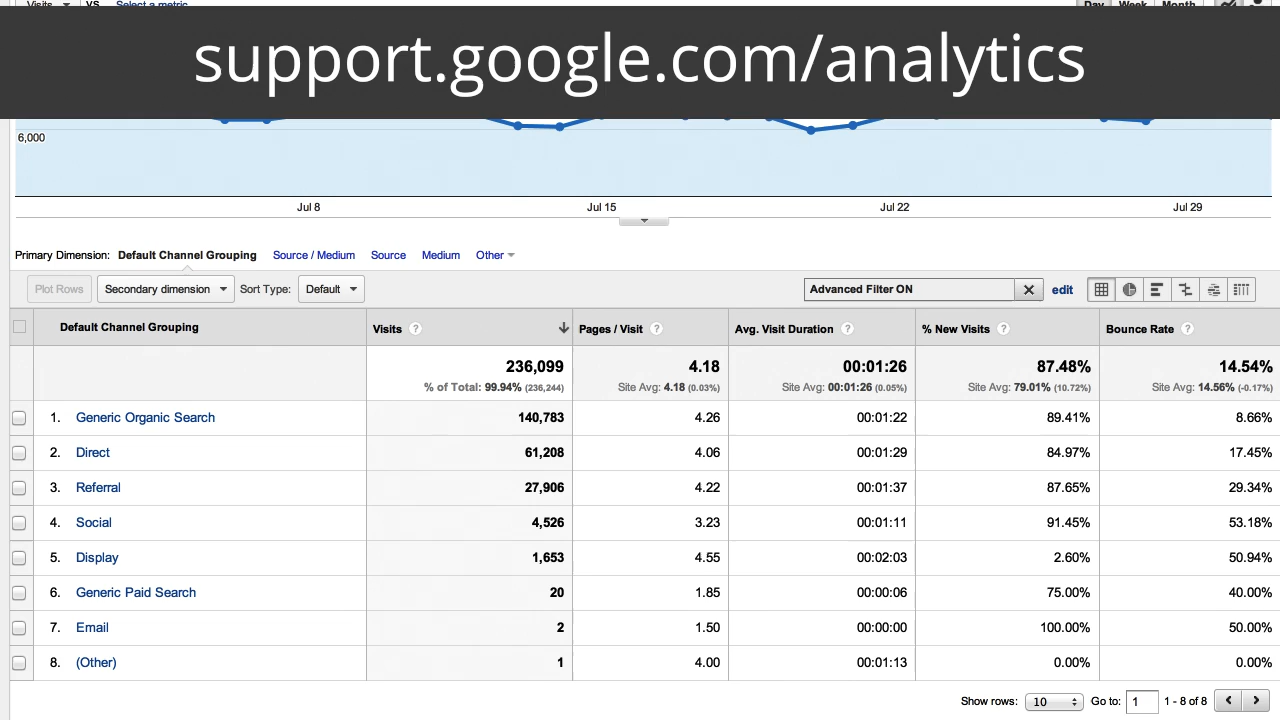 Visits VS Select a metric Day Week Month
support.google.com/analytics
6,000
Jul 8 Jul 15 Jul 22 Jul 29
Primary Dimension: Default Channel Grouping Source / Medium Source Medium Other
Plot Rows Secondary dimension Sort Type: Default Advanced Filter ON edit
Default Channel Grouping Visits ? Pages / Visit ? Avg. Visit Duration ? % New Visits ? Bounce Rate ?
236,099 4.18 00:01:26 87.48% 14.54%
% of Total: 99.94% (236,244) Site Avg: 4.18 (0.03%) Site Avg: 00:01:26 (0.05%) Site Avg: 79.01% (10.72%) Site Avg: 14.56% (-0.17%)
1. Generic Organic Search 140,783 4.26 00:01:22 89.41% 8.66%
2. Direct 61,208 4.06 00:01:29 84.97% 17.45%
3. Referral 27,906 4.22 00:01:37 87.65% 29.34%
4. Social 4,526 3.23 00:01:11 91.45% 53.18%
5. Display 1,653 4.55 00:02:03 2.60% 50.94%
6. Generic Paid Search 20 1.85 00:00:06 75.00% 40.00%
7. Email 2 1.50 00:00:00 100.00% 50.00%
8. (Other) 1 4.00 00:01:13 0.00% 0.00%
Show rows: 10 Go to: 1 1 - 8 of 8